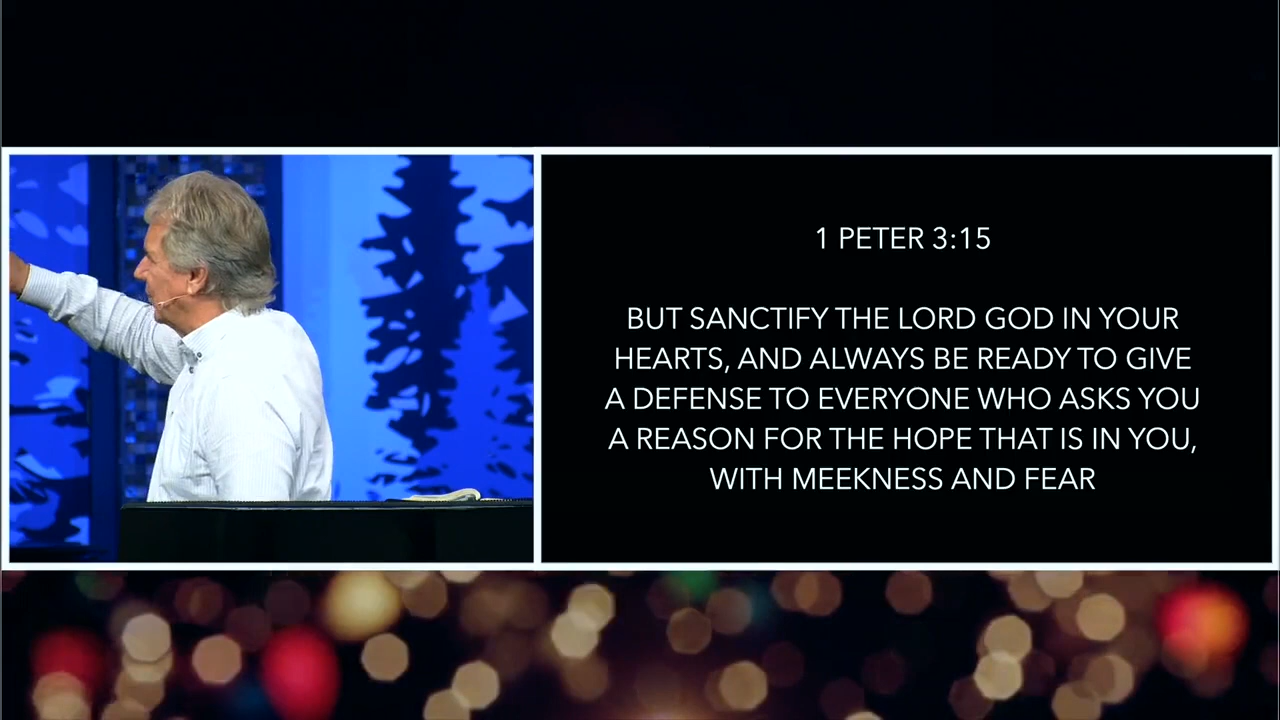 1 PETER 3:15
BUT SANCTIFY THE LORD GOD IN YOUR
HEARTS, AND ALWAYS BE READY TO GIVE
A DEFENSE TO EVERYONE WHO ASKS YOU
A REASON FOR THE HOPE THAT IS IN YOU,
WITH MEEKNESS AND FEAR